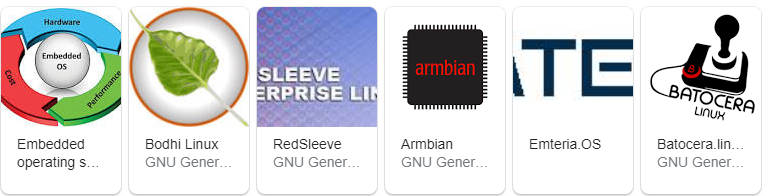 Hardware
Embedded
OS
Cost
Performance
Embedded
operating s...
Bodhi Linux
GNU Gener...
SLEEVE
ERPRISE LIN
RedSleeve
GNU Gener...
armbian
Armbian
GNU Gener...
ATE
Emteria.OS
B
BATOCERA
LINUX
Batocera.lin...
GNU Gener...